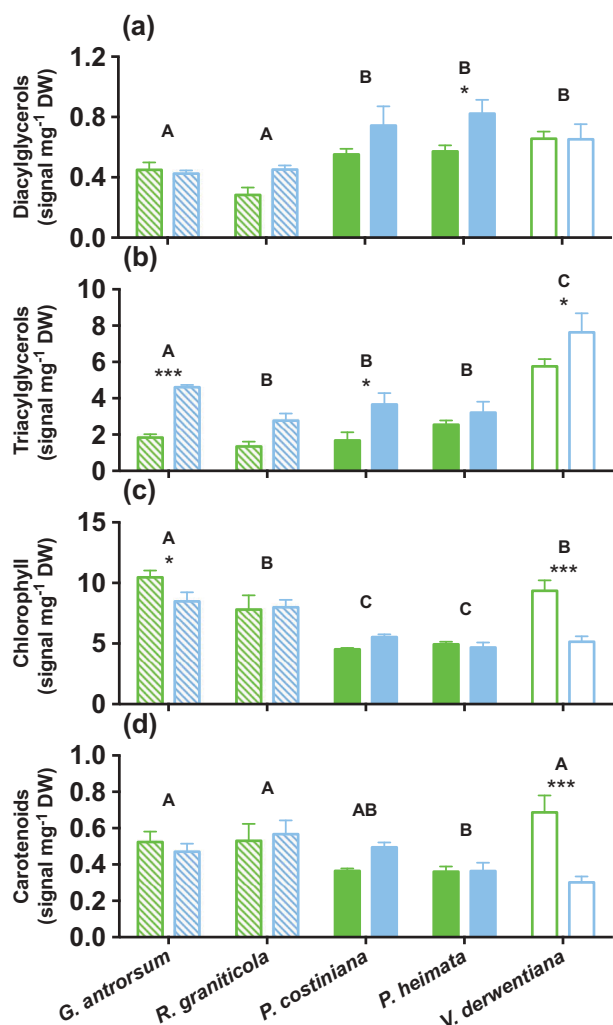 (a)
Diacylglycerols
(signal mg⁻¹ DW)
1.2
0.8
0.4
0.0
A
A
B
B
*
B
(b)
Triacylglycerols
(signal mg⁻¹ DW)
10
8
6
4
2
0
A
***
B
B
*
B
C
*
(c)
Chlorophyll
(signal mg⁻¹ DW)
15
10
5
0
A
*
B
C
C
B
***
(d)
Carotenoids
(signal mg⁻¹ DW)
1.0
0.8
0.6
0.4
0.2
0.0
A
A
AB
B
A
***
G. antrorsum
R. graniticola
P. costiniana
P. heimata
V. derwentiana